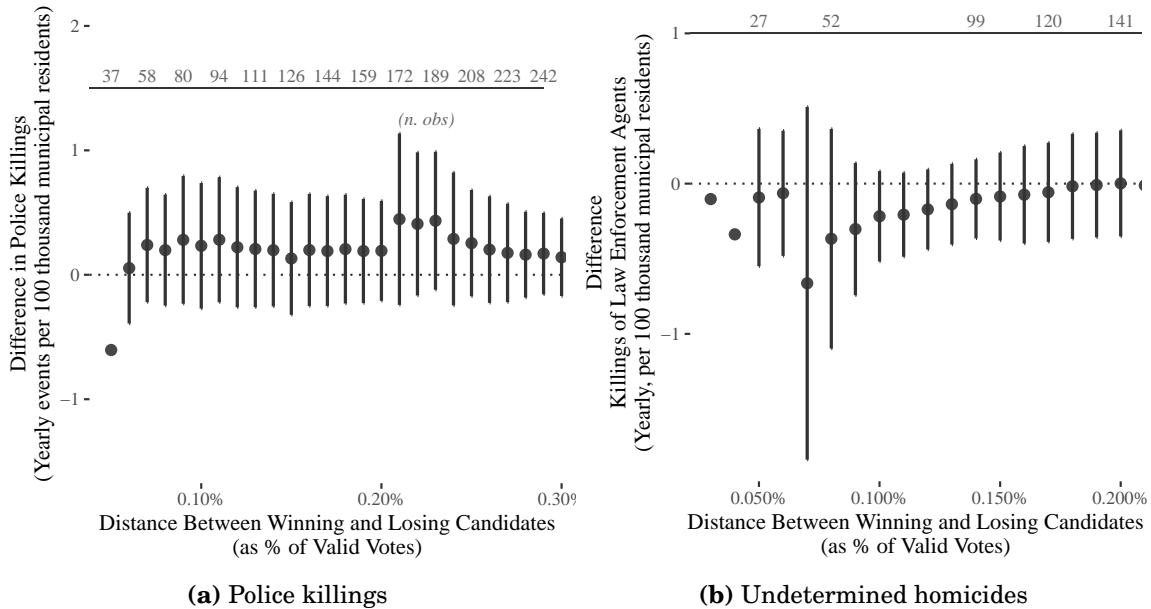 2
37 58 80 94 111 126 144 159 172 189 208 223 242
(n. obs)
1
0
−1
Difference in Police Killings
(Yearly events per 100 thousand municipal residents)
0.10% 0.20% 0.30%
Distance Between Winning and Losing Candidates
(as % of Valid Votes)
(a) Police killings
27 52 99 120 141
1
0
−1
Difference
Killings of Law Enforcement Agents
(Yearly, per 100 thousand municipal residents)
0.050% 0.100% 0.150% 0.200%
Distance Between Winning and Losing Candidates
(as % of Valid Votes)
(b) Undetermined homicides